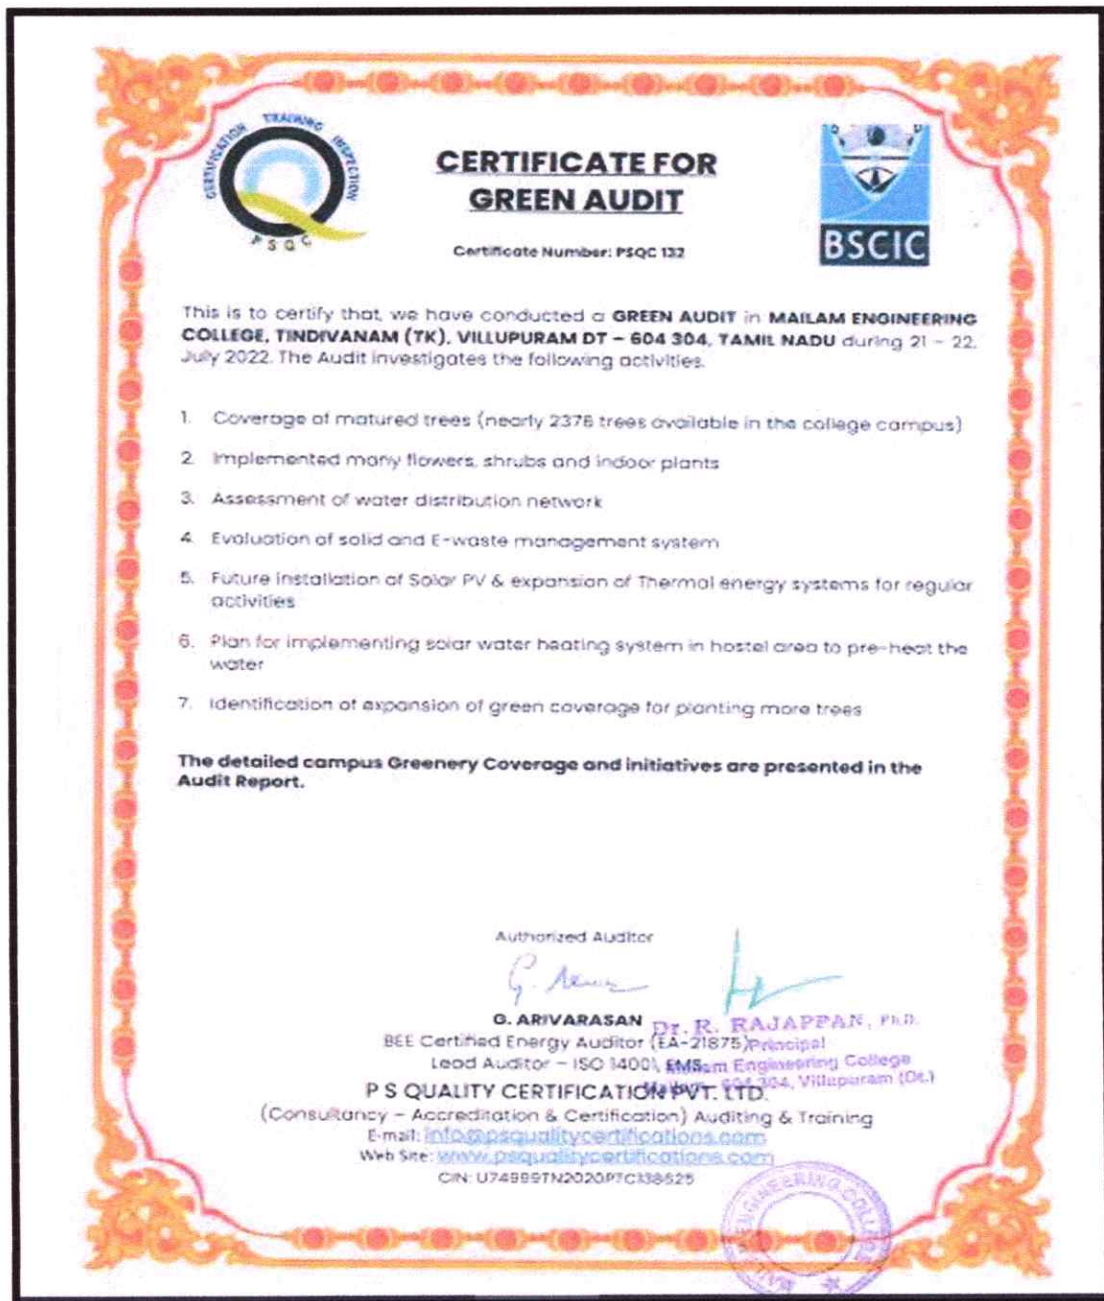 CERTIFICATION TRAINING INSPECTION
PSQC
CERTIFICATE FOR
GREEN AUDIT
BSCIC
Certificate Number: PSQC 132
This is to certify that, we have conducted a GREEN AUDIT in MAILAM ENGINEERING
COLLEGE, TINDIVANAM (TK), VILLUPURAM DT – 604 304, TAMIL NADU during 21 – 22,
July 2022. The Audit investigates the following activities.
1. Coverage of matured trees (nearly 2376 trees available in the college campus)
2. Implemented many flowers, shrubs and indoor plants
3. Assessment of water distribution network
4. Evaluation of solid and E-waste management system
5. Future installation of Solar PV & expansion of Thermal energy systems for regular
activities
6. Plan for implementing solar water heating system in hostel area to pre-heat the
water
7. Identification of expansion of green coverage for planting more trees
The detailed campus Greenery Coverage and initiatives are presented in the
Audit Report.
Authorized Auditor
G. ARIVARASAN
Dr. R. RAJAPPAN, Ph.D.
BEE Certified Energy Auditor (EA-21875)
Principal
Lead Auditor – ISO 14001 EMS
Engineering College
604 304, Villupuram (Dt.)
P S QUALITY CERTIFICATION PVT. LTD.
(Consultancy – Accreditation & Certification) Auditing & Training
E-mail: info@psqualitycertifications.com
Web Site: www.psqualitycertifications.com
CIN: U74999TN2020PTC138525
ENGINEERING COLLEGE